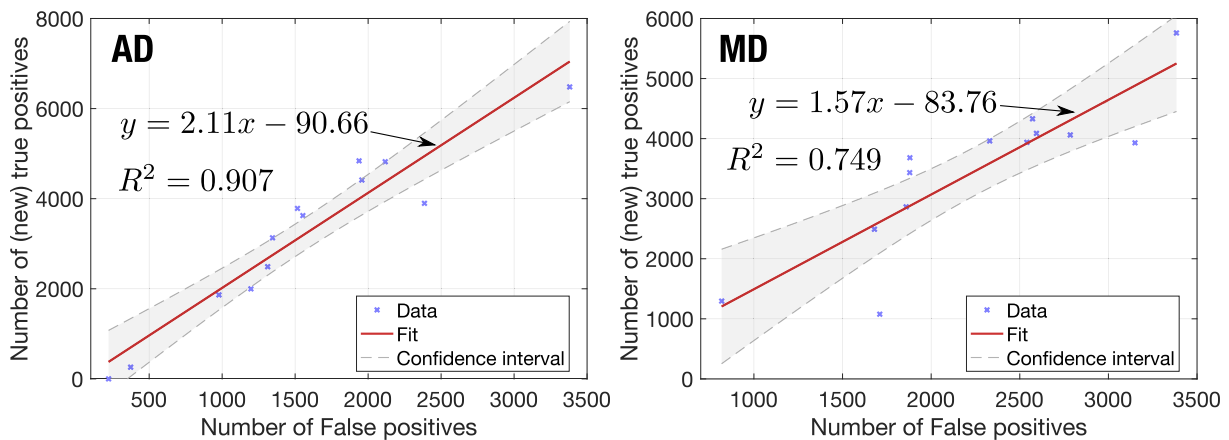 AD
y = 2.11x − 90.66
R² = 0.907
Number of (new) true positives
8000
6000
4000
2000
0
500
1000
1500
2000
2500
3000
3500
Number of False positives
Data
Fit
Confidence interval
MD
y = 1.57x − 83.76
R² = 0.749
Number of (new) true positives
6000
5000
4000
3000
2000
1000
0
1000
1500
2000
2500
3000
3500
Number of False positives
Data
Fit
Confidence interval